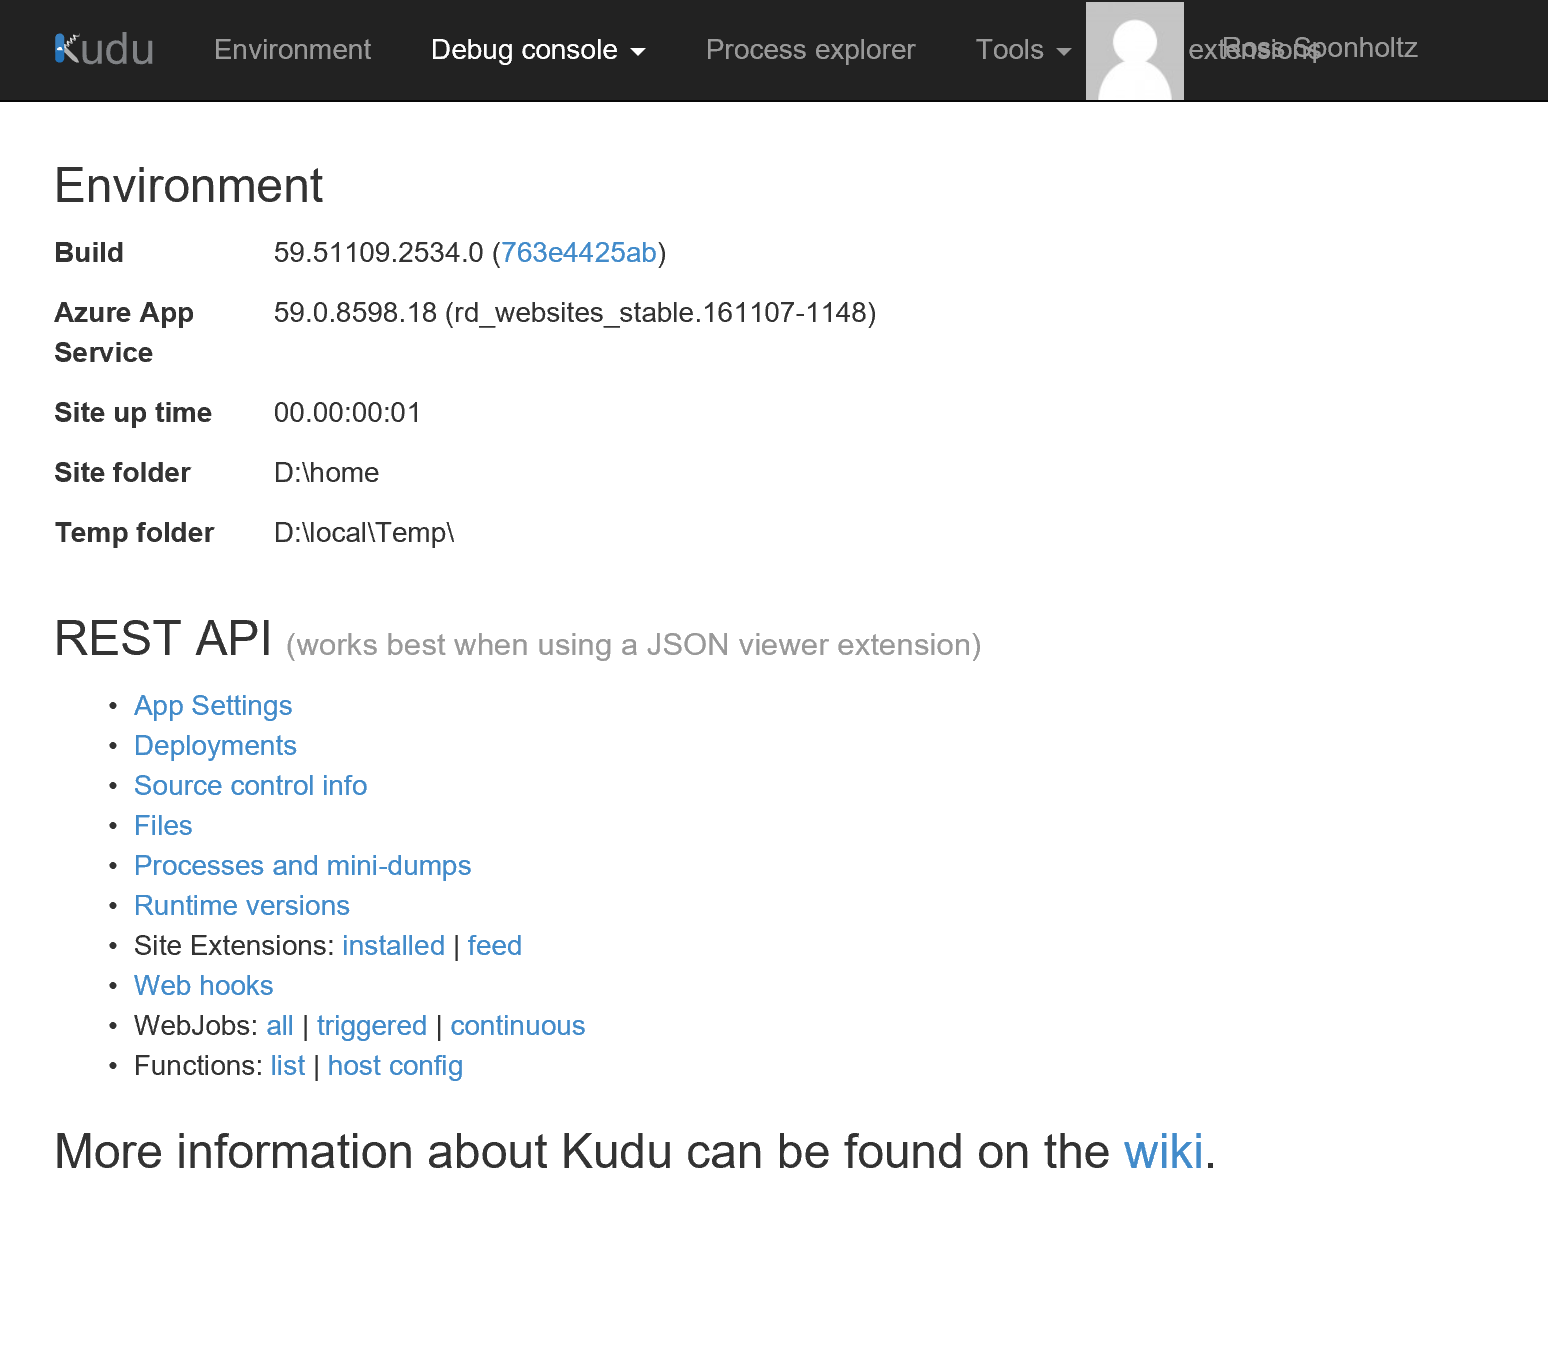 Kudu Environment Debug console Process explorer Tools extensions Ross Sponholtz
Environment
Build 59.51109.2534.0 (763e4425ab)
Azure App Service 59.0.8598.18 (rd_websites_stable.161107-1148)
Site up time 00.00:00:01
Site folder D:\home
Temp folder D:\local\Temp\
REST API (works best when using a JSON viewer extension)
• App Settings
• Deployments
• Source control info
• Files
• Processes and mini-dumps
• Runtime versions
• Site Extensions: installed | feed
• Web hooks
• WebJobs: all | triggered | continuous
• Functions: list | host config
More information about Kudu can be found on the wiki.